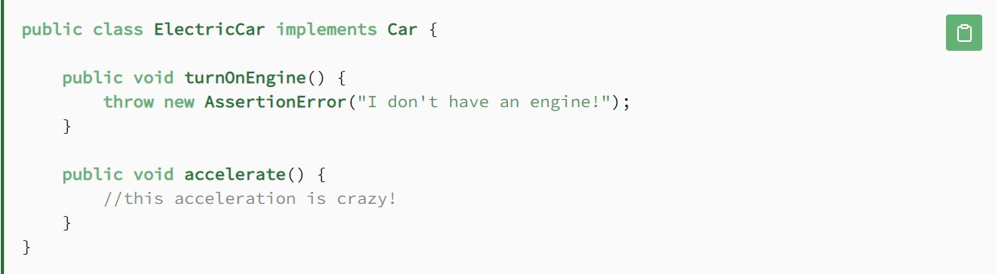 public class ElectricCar implements Car {
    public void turnOnEngine() {
        throw new AssertionError("I don't have an engine!");
    }
    public void accelerate() {
        //this acceleration is crazy!
    }
}